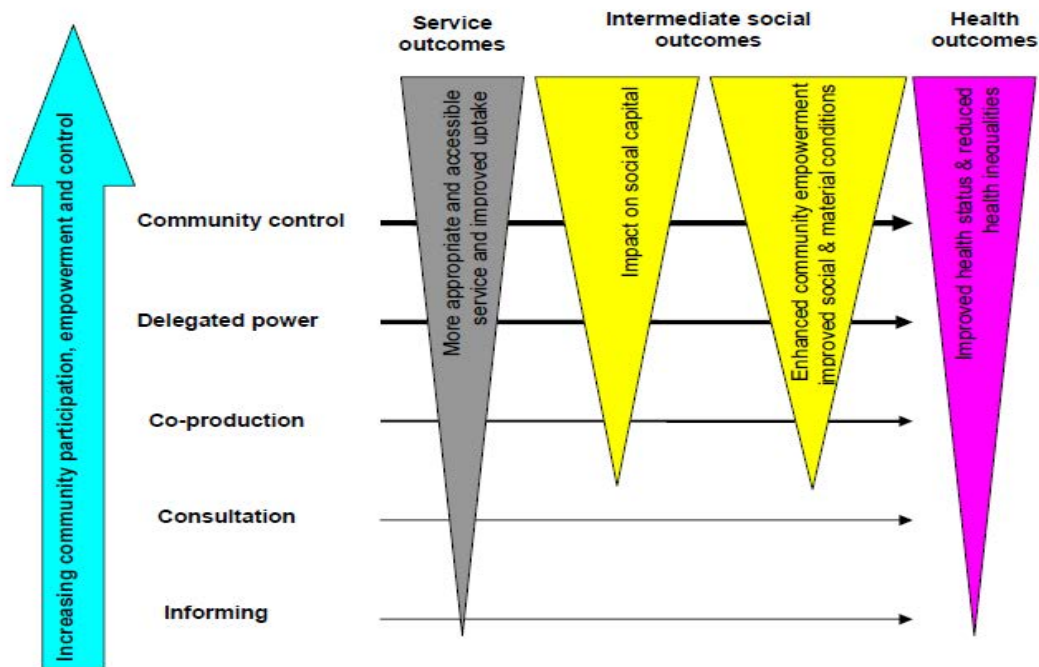 Service
outcomes
Intermediate social
outcomes
Health
outcomes
Increasing community participation, empowerment and control
Community control
Delegated power
Co-production
Consultation
Informing
More appropriate and accessible
service and improved uptake
Impact on social capital
Enhanced community empowerment
improved social & material conditions
Improved health status & reduced
health inequalities